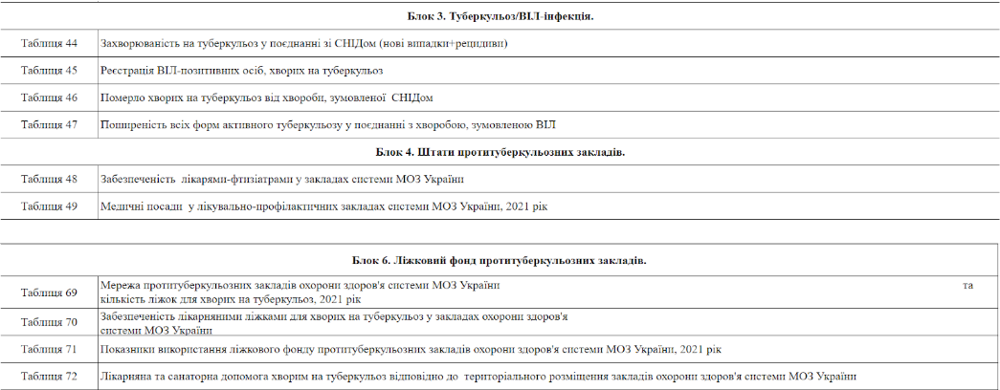 Блок 3. Туберкульоз/ВІЛ-інфекція.
Таблиця 44 Захворюваність на туберкульоз у поєднанні зі СНІДом (нові випадки+рецидиви)
Таблиця 45 Реєстрація ВІЛ-позитивних осіб, хворих на туберкульоз
Таблиця 46 Померло хворих на туберкульоз від хвороби, зумовленої СНІДом
Таблиця 47 Поширеність всіх форм активного туберкульозу у поєднанні з хворобою, зумовленою ВІЛ
Блок 4. Штати протитуберкульозних закладів.
Таблиця 48 Забезпеченість лікарями-фтизіатрами у закладах системи МОЗ України
Таблиця 49 Медичні посади у лікувально-профілактичних закладах системи МОЗ України, 2021 рік
Блок 6. Ліжковий фонд протитуберкульозних закладів.
Таблиця 69 Мережа протитуберкульозних закладів охорони здоров'я системи МОЗ України та
кількість ліжок для хворих на туберкульоз, 2021 рік
Таблиця 70 Забезпеченість лікарняними ліжками для хворих на туберкульоз у закладах охорони здоров'я
системи МОЗ України
Таблиця 71 Показники використання ліжкового фонду протитуберкульозних закладів охорони здоров'я системи МОЗ України, 2021 рік
Таблиця 72 Лікарняна та санаторна допомога хворим на туберкульоз відповідно до територіального розміщення закладів охорони здоров'я системи МОЗ України